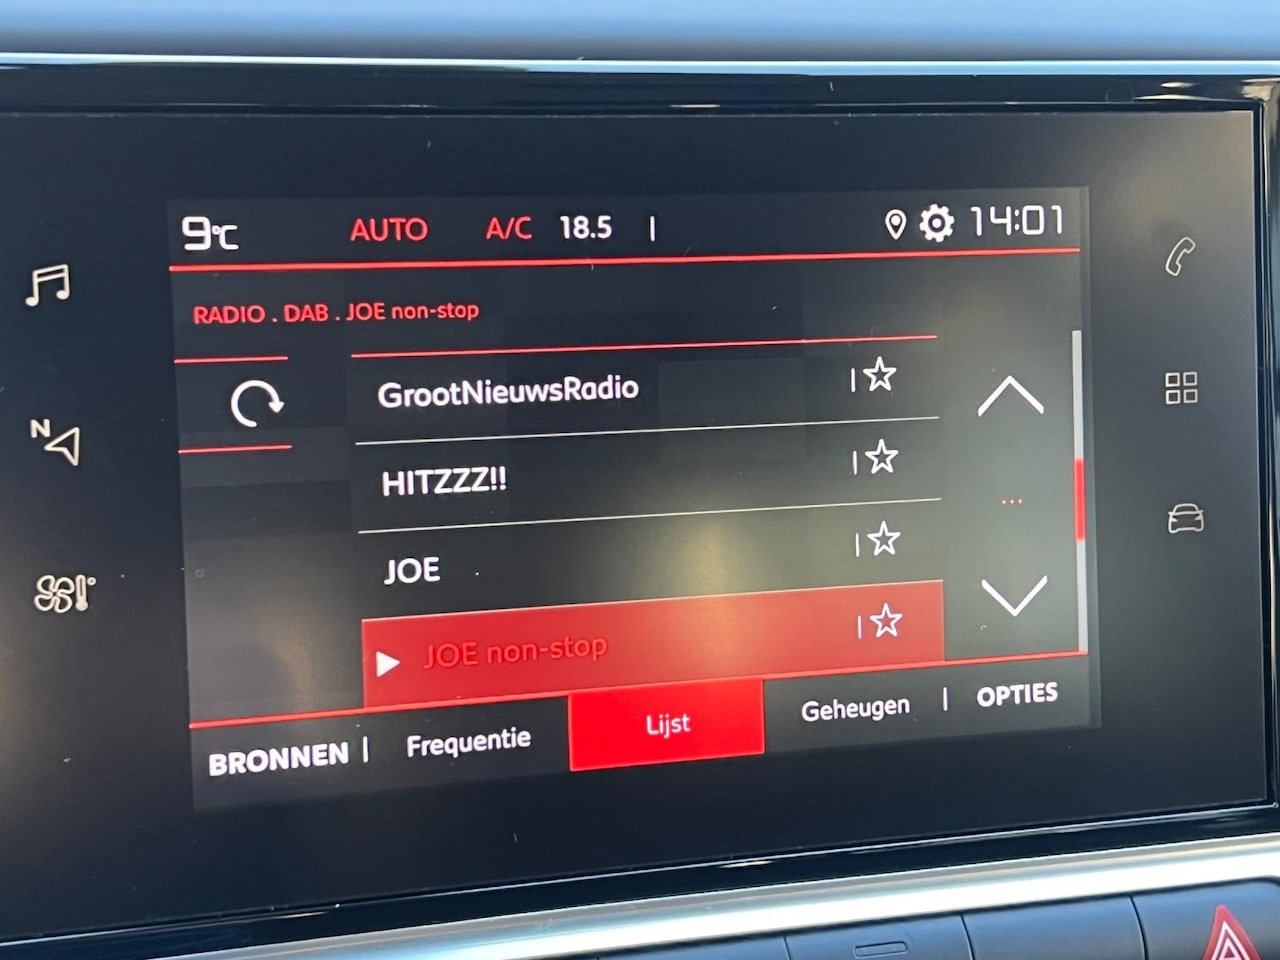 9°C AUTO A/C 18.5 | 14:01
RADIO . DAB . JOE non-stop
GrootNieuwsRadio
HITZZZ!!
JOE
JOE non-stop
BRONNEN | Frequentie Lijst Geheugen | OPTIES
N